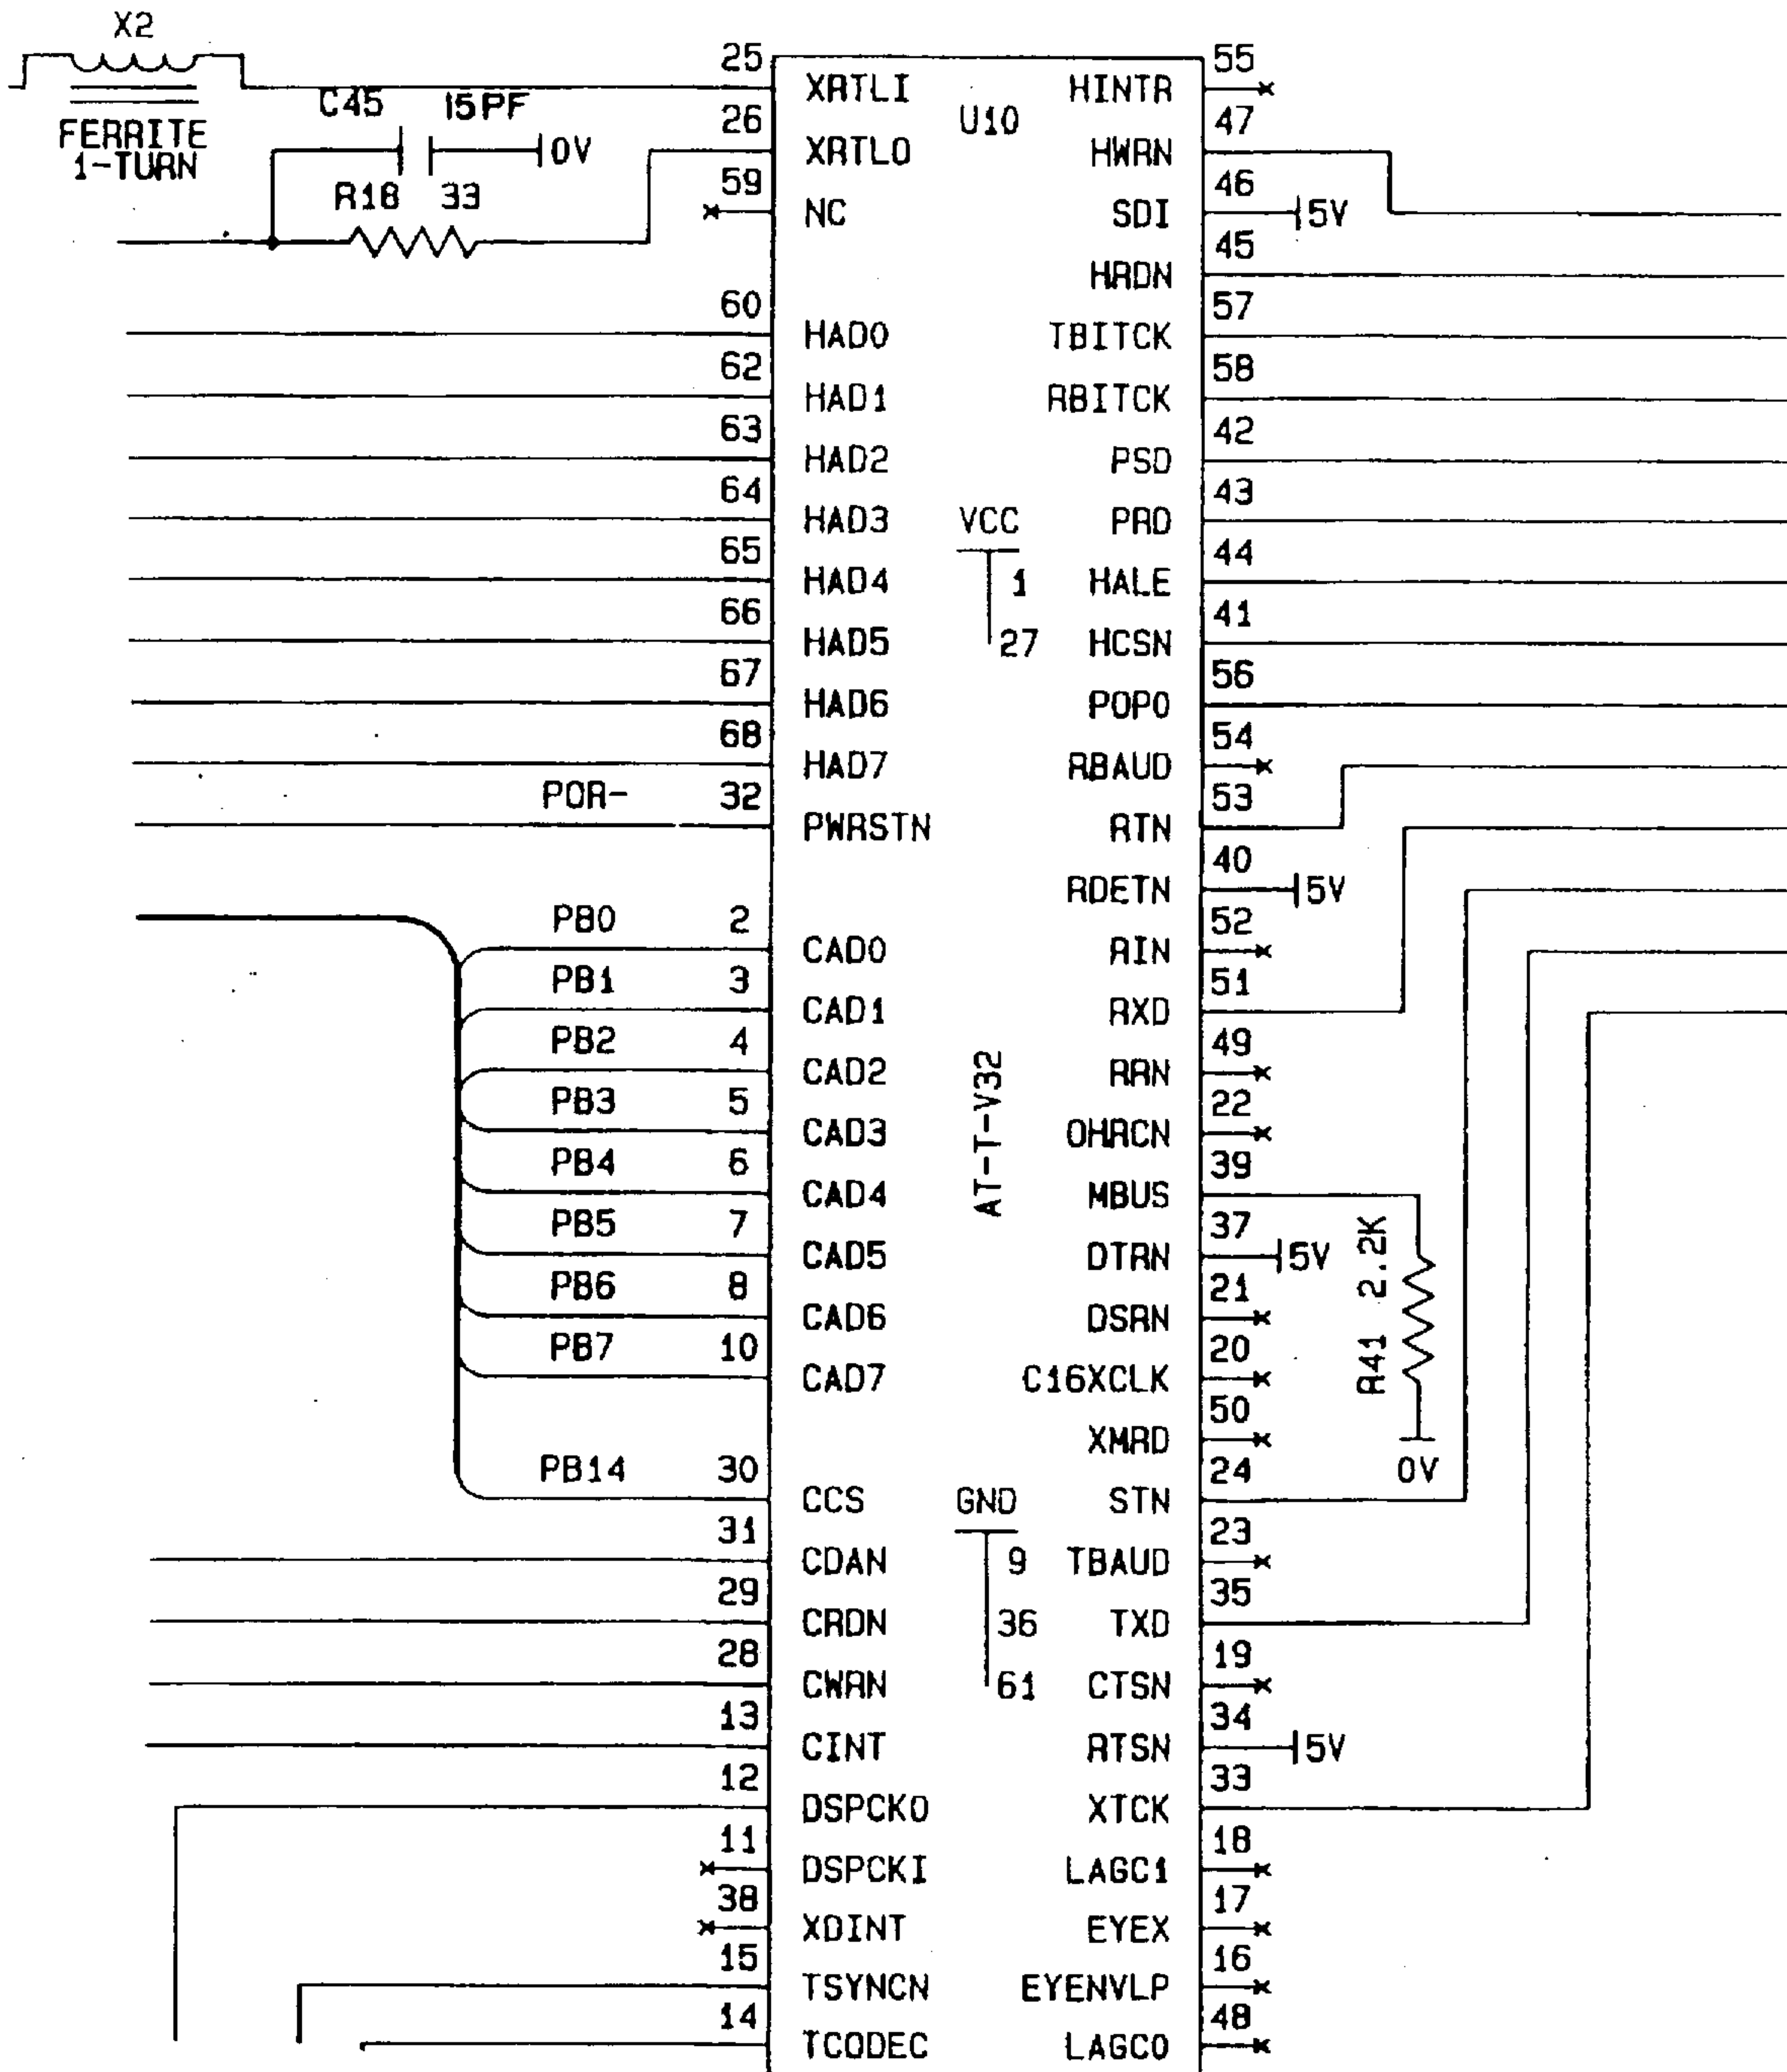 X2
25 55
XRTLI HINTR
C45 15PF
26 U10 47
FERRITE
1-TURN
0V XRTLO HWRN
59 46
R18 33
NC SDI 5V
45
HRDN
60 57
HAD0 TBITCK
62 58
HAD1 RBITCK
63 42
HAD2 PSD
64 43
HAD3 VCC PRD
65 44
HAD4 1 HALE
66 41
HAD5 27 HCSN
67 56
HAD6 POPO
68 54
HAD7 RBAUD
POR- 32 53
PWRSTN RTN
40
RDETN 5V
PB0 2 52
CAD0 RIN
PB1 3 51
CAD1 RXD
PB2 4 49
CAD2 RRN
PB3 5 22
CAD3 OHRCN
AT-T-V32
PB4 6 39
CAD4 MBUS
PB5 7 37
CAD5 DTRN 5V
R41 2.2K
PB6 8 21
CAD6 DSRN
PB7 10 20
CAD7 C16XCLK
50
XMRD
PB14 30 24 0V
CCS GND STN
31 23
CDAN 9 TBAUD
29 35
CRDN 36 TXD
28 19
CWRN 61 CTSN
13 34
CINT RTSN 5V
12 33
DSPCKO XTCK
11 18
DSPCKI LAGC1
38 17
XDINT EYEX
15 16
TSYNCN EYENVLP
14 48
TCODEC LAGC0